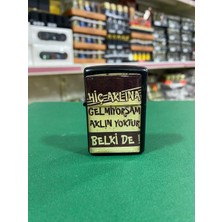 HİÇ AKLINA
GELMİYORSAM
AKLIN YOKTUR
BELKİ DE !